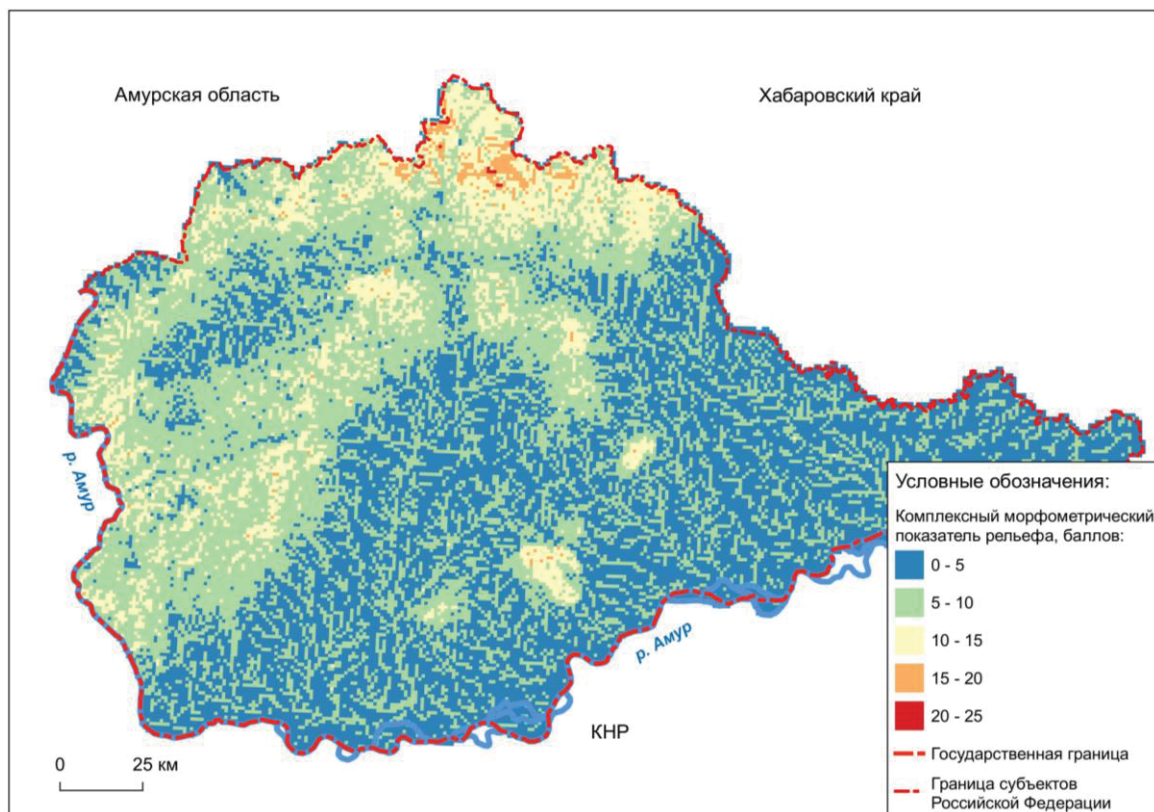 Амурская область
Хабаровский край
р. Амур
р. Амур
КНР
0 25 км
Условные обозначения:
Комплексный морфометрический
показатель рельефа, баллов:
0 - 5
5 - 10
10 - 15
15 - 20
20 - 25
Государственная граница
Граница субъектов
Российской Федерации